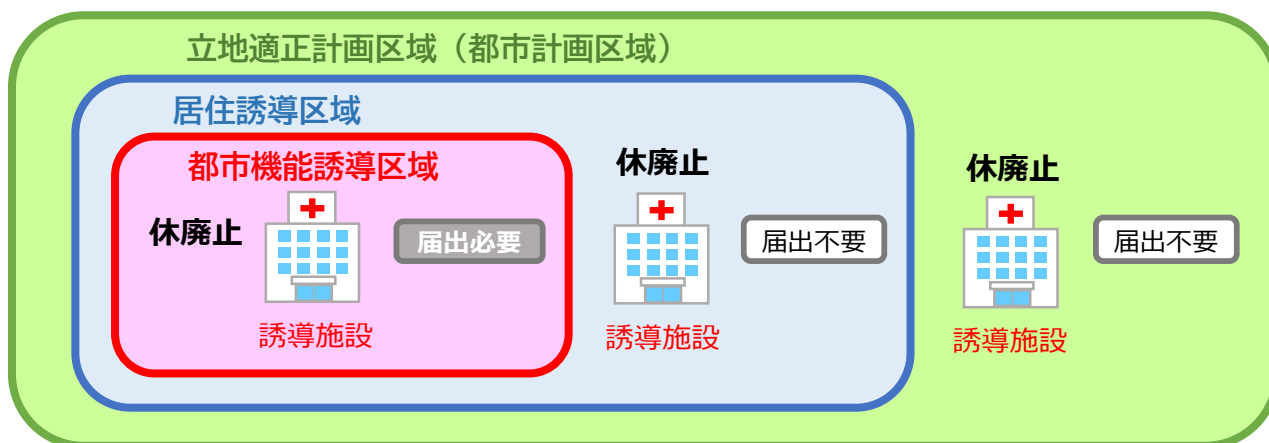 立地適正計画区域（都市計画区域）
居住誘導区域
都市機能誘導区域
休廃止
届出必要
誘導施設
休廃止
届出不要
誘導施設
休廃止
届出不要
誘導施設